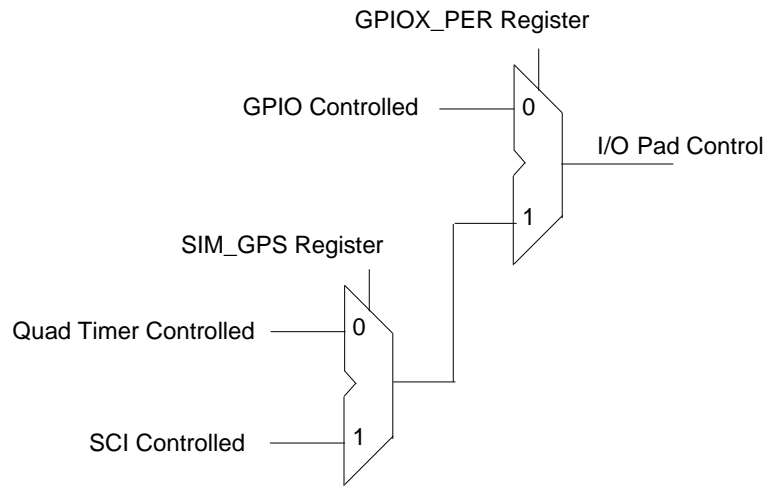 GPIOX_PER Register
GPIO Controlled
0
I/O Pad Control
1
SIM_GPS Register
Quad Timer Controlled
0
SCI Controlled
1